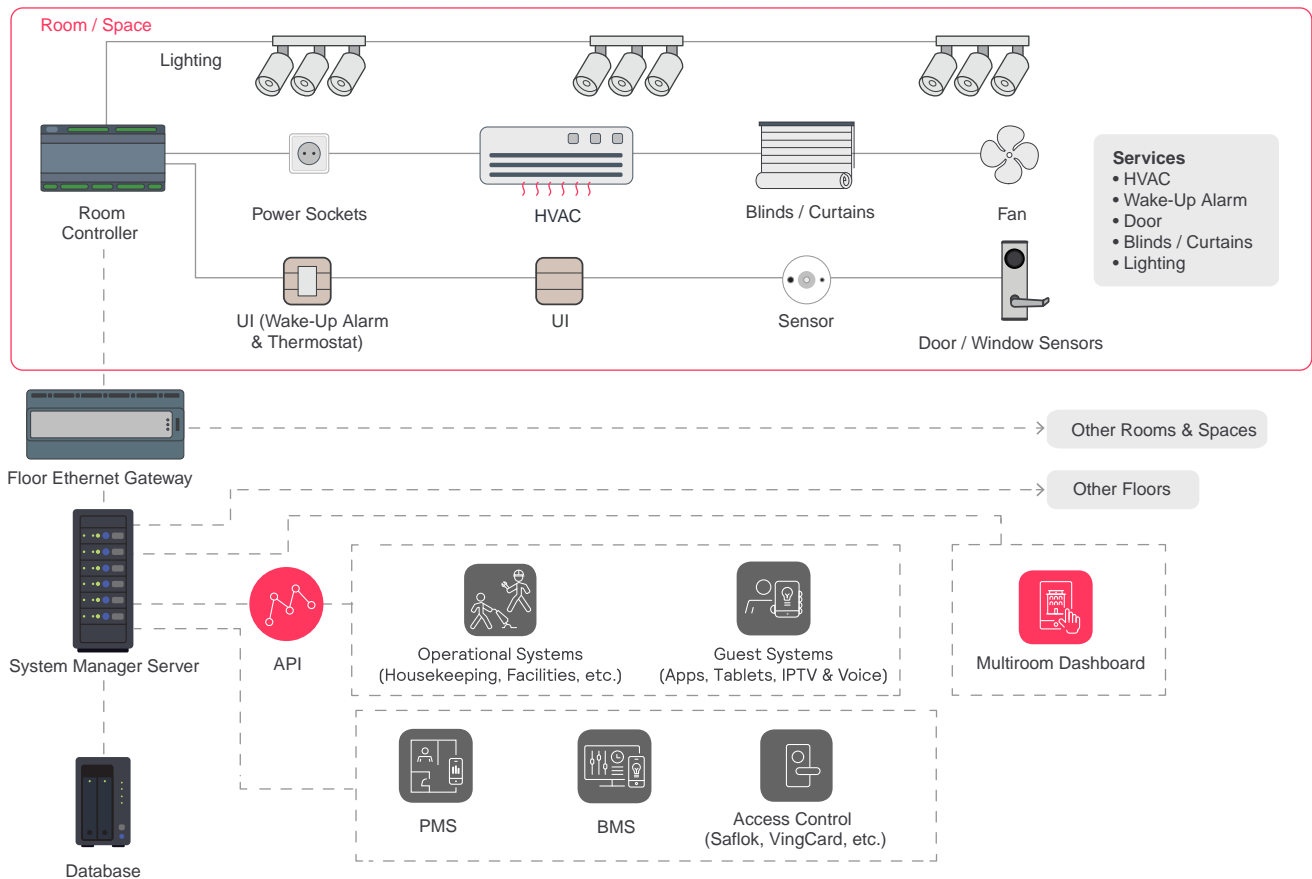 Room / Space
Lighting
Room
Controller
Power Sockets
HVAC
Blinds / Curtains
Fan
Services
• HVAC
• Wake-Up Alarm
• Door
• Blinds / Curtains
• Lighting
UI (Wake-Up Alarm
& Thermostat)
UI
Sensor
Door / Window Sensors
Floor Ethernet Gateway
Other Rooms & Spaces
Other Floors
System Manager Server
API
Operational Systems
(Housekeeping, Facilities, etc.)
Guest Systems
(Apps, Tablets, IPTV & Voice)
Multiroom Dashboard
PMS
BMS
Access Control
(Saflok, VingCard, etc.)
Database